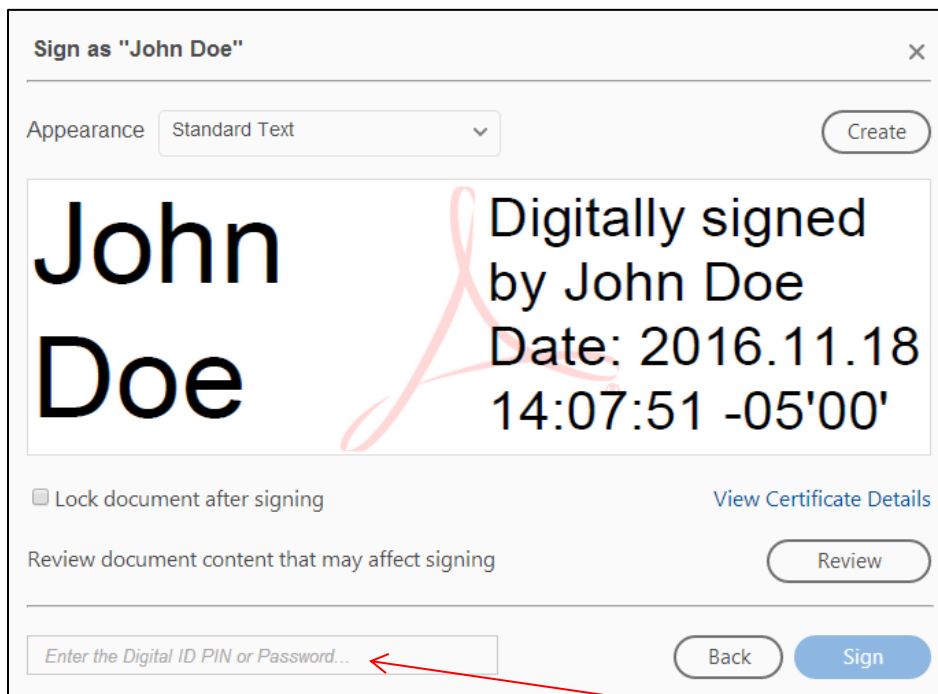 Sign as "John Doe"
Appearance Standard Text Create
John
Doe
Digitally signed
by John Doe
Date: 2016.11.18
14:07:51 -05'00'
Lock document after signing View Certificate Details
Review document content that may affect signing Review
Enter the Digital ID PIN or Password... Back Sign